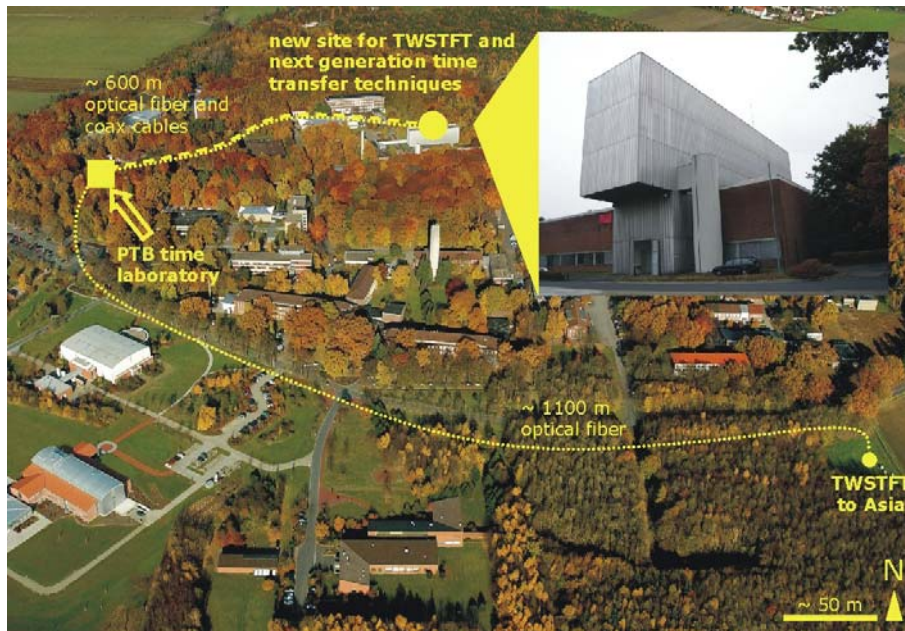 new site for TWSTFT and
next generation time
transfer techniques
~ 600 m
optical fiber and
coax cables
PTB time
laboratory
~ 1100 m
optical fiber
TWSTFT
to Asia
N
~ 50 m